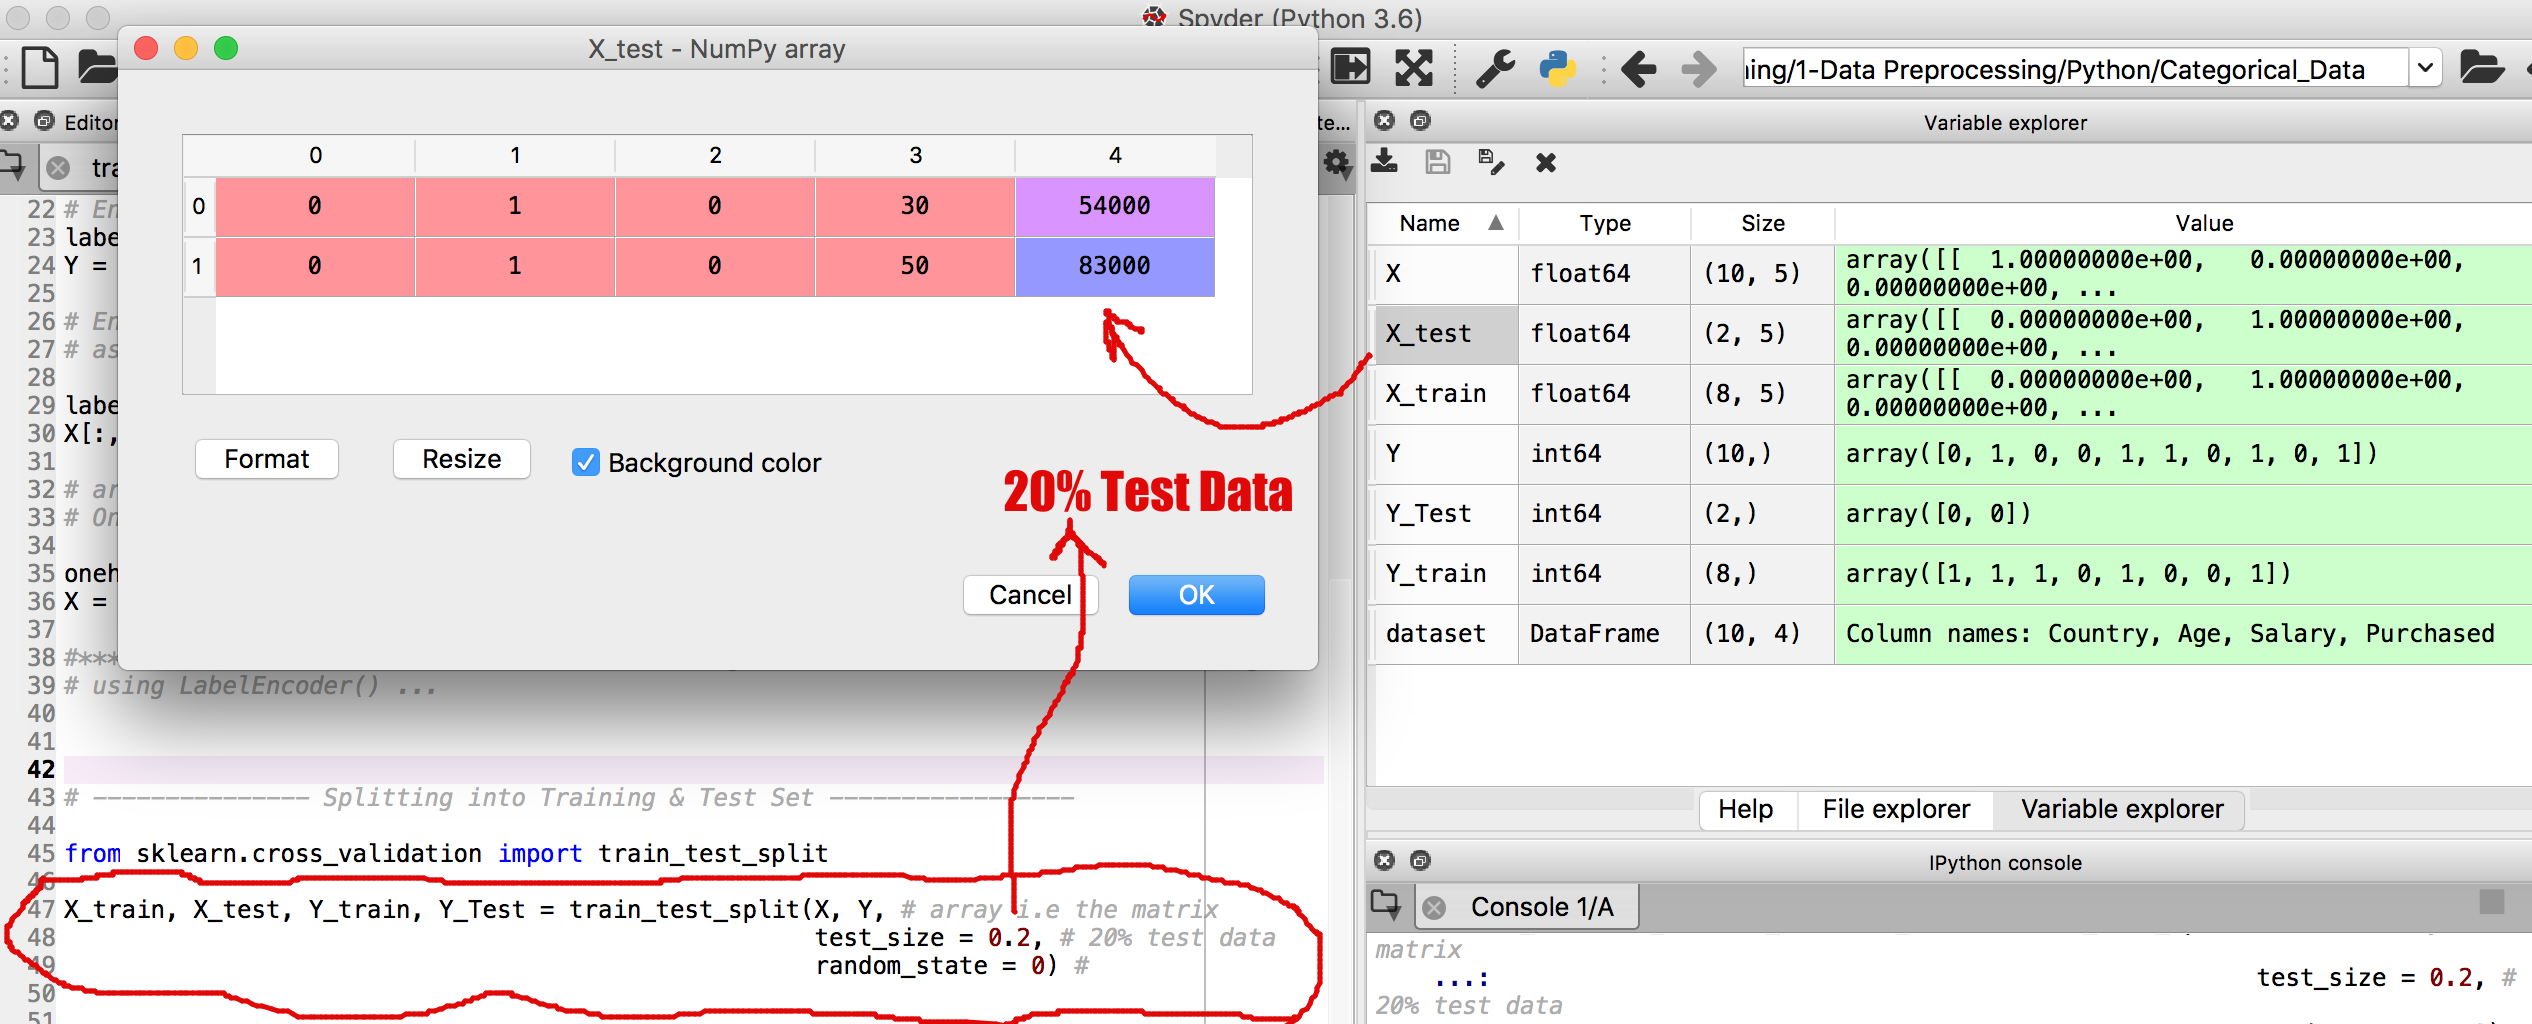 Spyder (Python 3.6)
X_test - NumPy array
ning/1-Data Preprocessing/Python/Categorical_Data
Editor
te...
Variable explorer
0 1 2 3 4
0 0 1 0 30 54000
1 0 1 0 50 83000
Format Resize Background color
20% Test Data
Cancel OK
22 # En
23 labe
24 Y =
25
26 # En
27 # as
28
29 labe
30 X[:,
31
32 # ar
33 # On
34
35 oneh
36 X =
37
38 #***
39 # using LabelEncoder() ...
40
41
42
43 # --------------- Splitting into Training & Test Set -----------------
44
45 from sklearn.cross_validation import train_test_split
46
47 X_train, X_test, Y_train, Y_Test = train_test_split(X, Y, # array i.e the matrix
48 test_size = 0.2, # 20% test data
49 random_state = 0) #
50
51
Name Type Size Value
X float64 (10, 5) array([[ 1.00000000e+00, 0.00000000e+00,
0.00000000e+00, ...
X_test float64 (2, 5) array([[ 0.00000000e+00, 1.00000000e+00,
0.00000000e+00, ...
X_train float64 (8, 5) array([[ 0.00000000e+00, 1.00000000e+00,
0.00000000e+00, ...
Y int64 (10,) array([0, 1, 0, 0, 1, 1, 0, 1, 0, 1])
Y_Test int64 (2,) array([0, 0])
Y_train int64 (8,) array([1, 1, 1, 0, 1, 0, 0, 1])
dataset DataFrame (10, 4) Column names: Country, Age, Salary, Purchased
Help File explorer Variable explorer
IPython console
Console 1/A
matrix
...: test_size = 0.2, #
20% test data